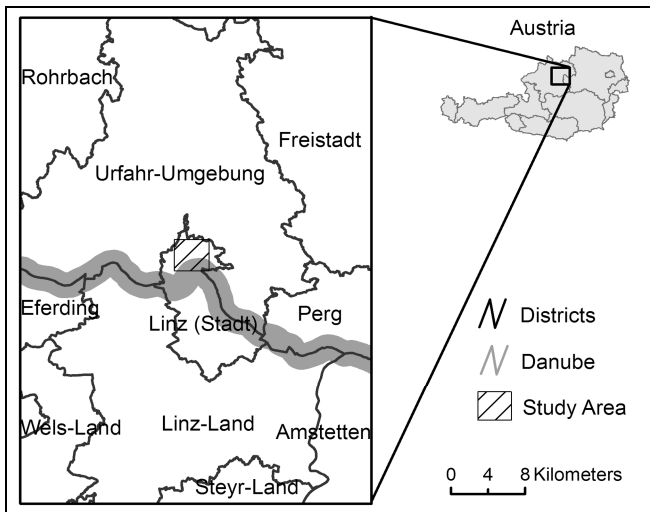 Austria
Rohrbach
Freistadt
Urfahr-Umgebung
Eferding
Linz (Stadt)
Perg
Wels-Land
Linz-Land
Amstetten
Steyr-Land
Districts
Danube
Study Area
0 4 8 Kilometers